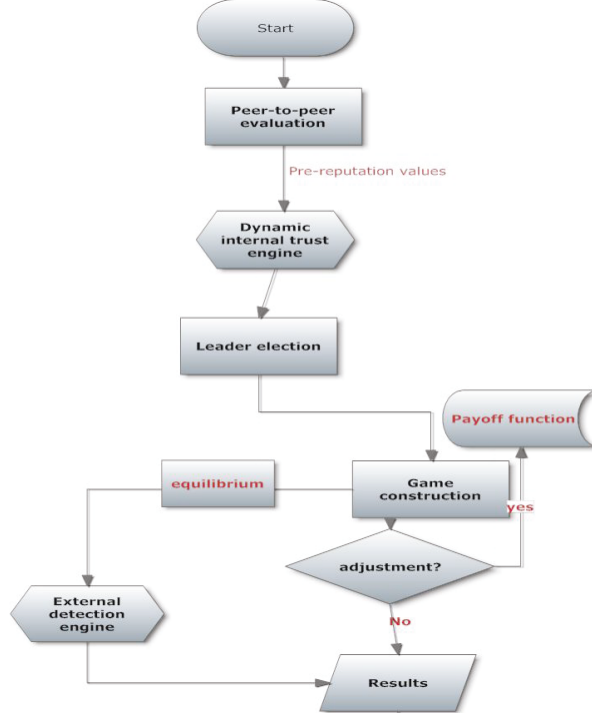 Start
Peer-to-peer
evaluation
Pre-reputation values
Dynamic
internal trust
engine
Leader election
Payoff function
equilibrium
Game
construction
yes
adjustment?
External
detection
engine
No
Results